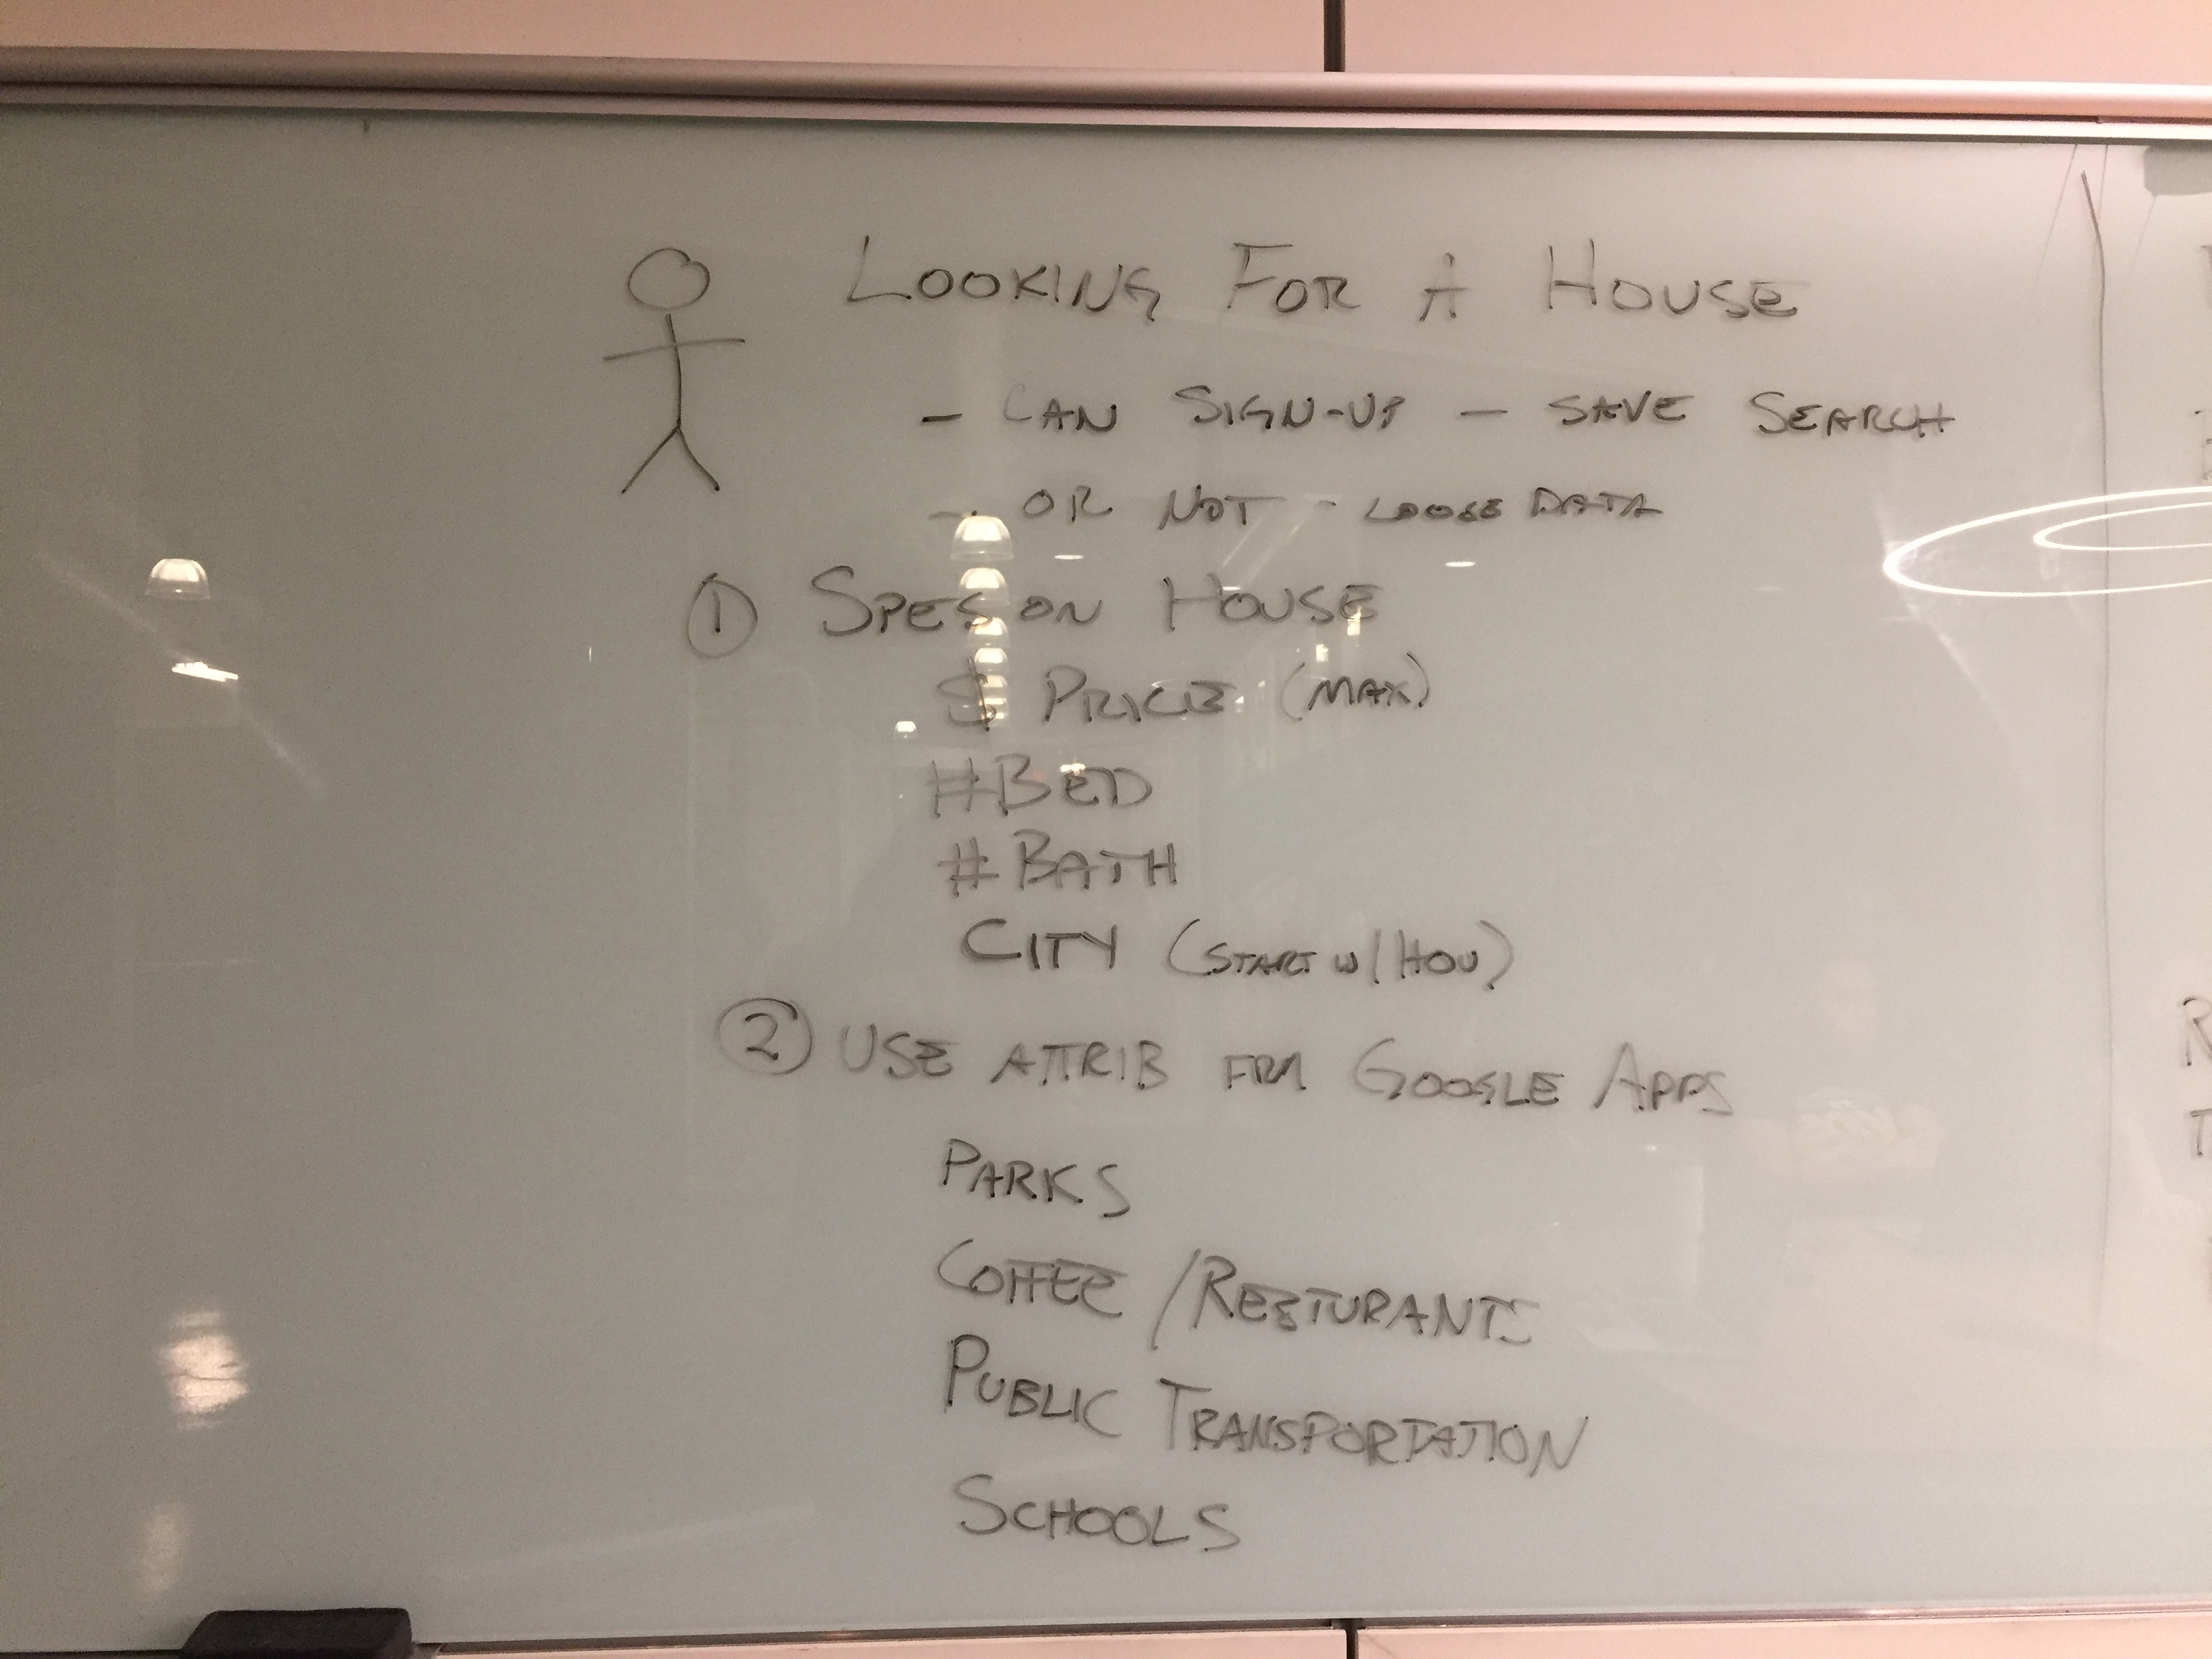 LOOKING FOR A HOUSE
- CAN SIGN-UP - SAVE SEARCH
- OR NOT - LOOSE DATA
① SPES ON HOUSE
$ PRICE (MAX)
#BED
#BATH
CITY (START W/ HOU)
② USE ATTRIB FRM GOOGLE APPS
PARKS
COFFEE / RESTURANTS
PUBLIC TRANSPORTATION
SCHOOLS